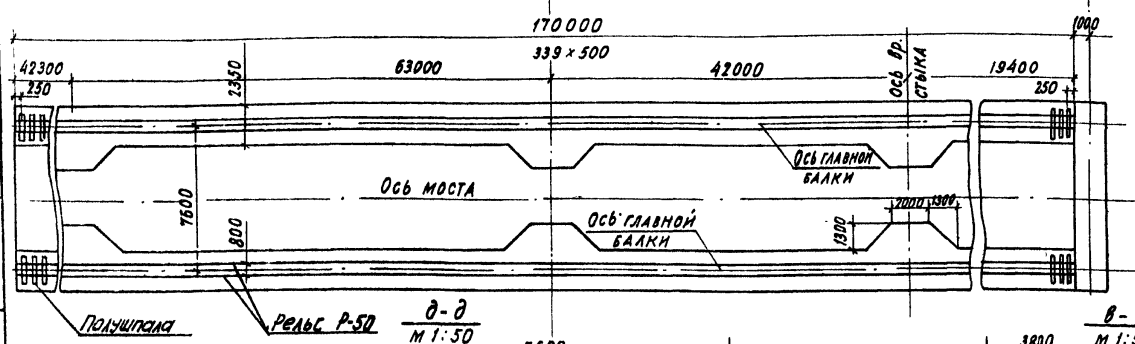 170000
1000
339 × 500
42300
63000
42000
19400
250
2350
Ось вр.
стыка
250
Ось главной
балки
Ось моста
7600
2000
1300
800
Ось главной
балки
1300
Полушпала
Рельс Р-50
д-д
М 1:50
3800